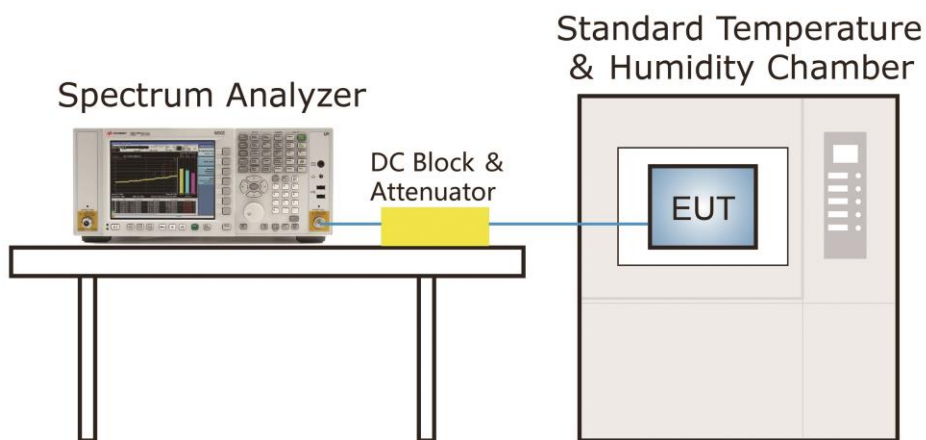 Standard Temperature
& Humidity Chamber
Spectrum Analyzer
DC Block &
Attenuator
EUT